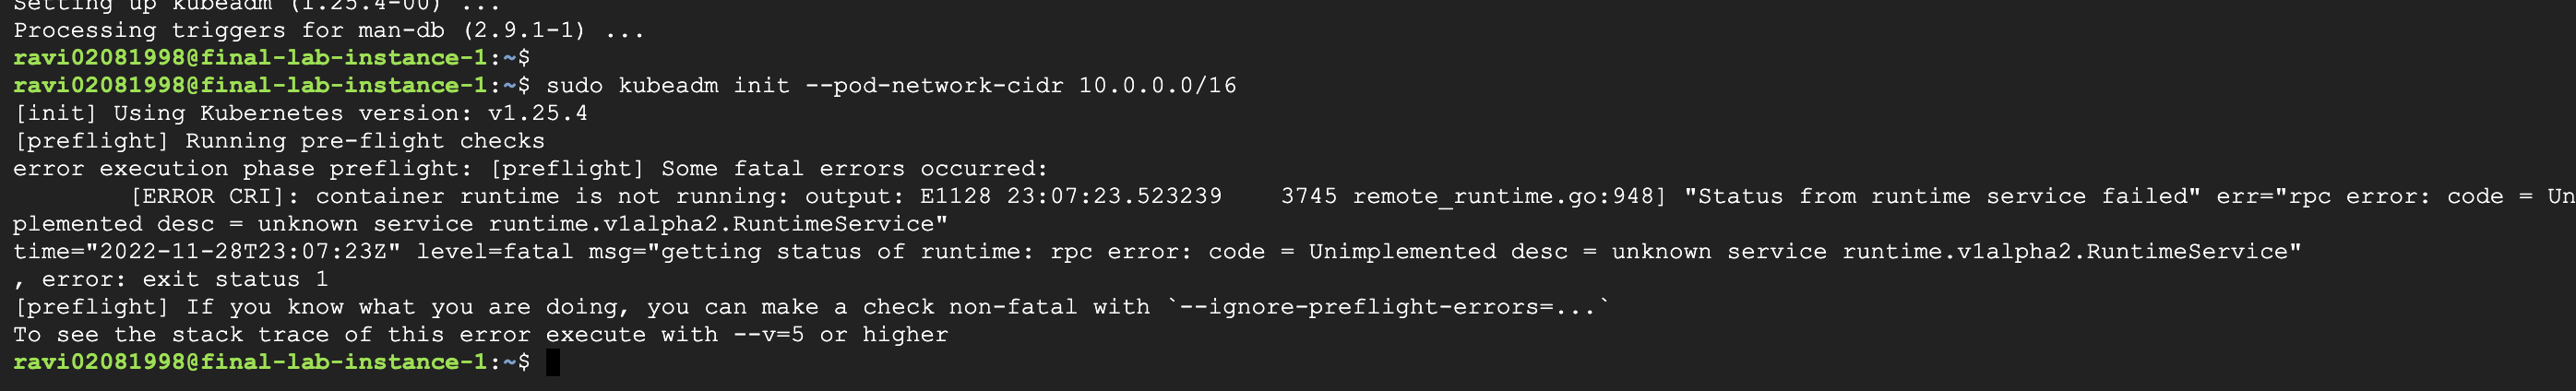 Setting up kubeadm (1.25.4-00) ...
Processing triggers for man-db (2.9.1-1) ...
ravi02081998@final-lab-instance-1:~$
ravi02081998@final-lab-instance-1:~$ sudo kubeadm init --pod-network-cidr 10.0.0.0/16
[init] Using Kubernetes version: v1.25.4
[preflight] Running pre-flight checks
error execution phase preflight: [preflight] Some fatal errors occurred:
        [ERROR CRI]: container runtime is not running: output: E1128 23:07:23.523239    3745 remote_runtime.go:948] "Status from runtime service failed" err="rpc error: code = Un
plemented desc = unknown service runtime.v1alpha2.RuntimeService"
time="2022-11-28T23:07:23Z" level=fatal msg="getting status of runtime: rpc error: code = Unimplemented desc = unknown service runtime.v1alpha2.RuntimeService"
, error: exit status 1
[preflight] If you know what you are doing, you can make a check non-fatal with `--ignore-preflight-errors=...`
To see the stack trace of this error execute with --v=5 or higher
ravi02081998@final-lab-instance-1:~$